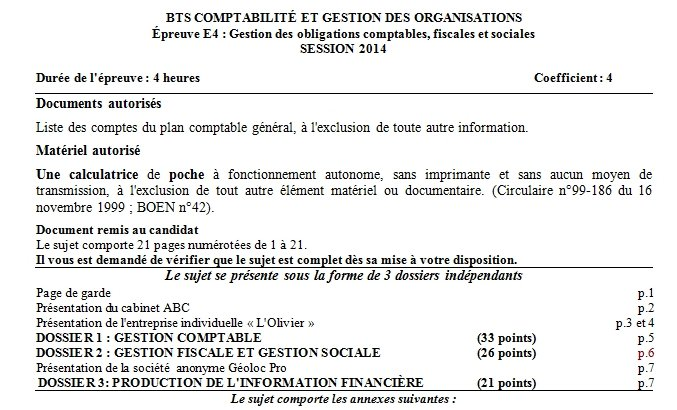 BTS COMPTABILITÉ ET GESTION DES ORGANISATIONS
Épreuve E4 : Gestion des obligations comptables, fiscales et sociales
SESSION 2014
Durée de l'épreuve : 4 heures Coefficient : 4
Documents autorisés
Liste des comptes du plan comptable général, à l'exclusion de toute autre information.
Matériel autorisé
Une calculatrice de poche à fonctionnement autonome, sans imprimante et sans aucun moyen de
transmission, à l'exclusion de tout autre élément matériel ou documentaire. (Circulaire n°99-186 du 16
novembre 1999 ; BOEN n°42).
Document remis au candidat
Le sujet comporte 21 pages numérotées de 1 à 21.
Il vous est demandé de vérifier que le sujet est complet dès sa mise à votre disposition.
Le sujet se présente sous la forme de 3 dossiers indépendants
Page de garde p.1
Présentation du cabinet ABC p.2
Présentation de l'entreprise individuelle « L'Olivier » p.3 et 4
DOSSIER 1 : GESTION COMPTABLE (33 points) p.5
DOSSIER 2 : GESTION FISCALE ET GESTION SOCIALE (26 points) p.6
Présentation de la société anonyme Géoloc Pro p.7
DOSSIER 3: PRODUCTION DE L'INFORMATION FINANCIÈRE (21 points) p.7
Le sujet comporte les annexes suivantes :